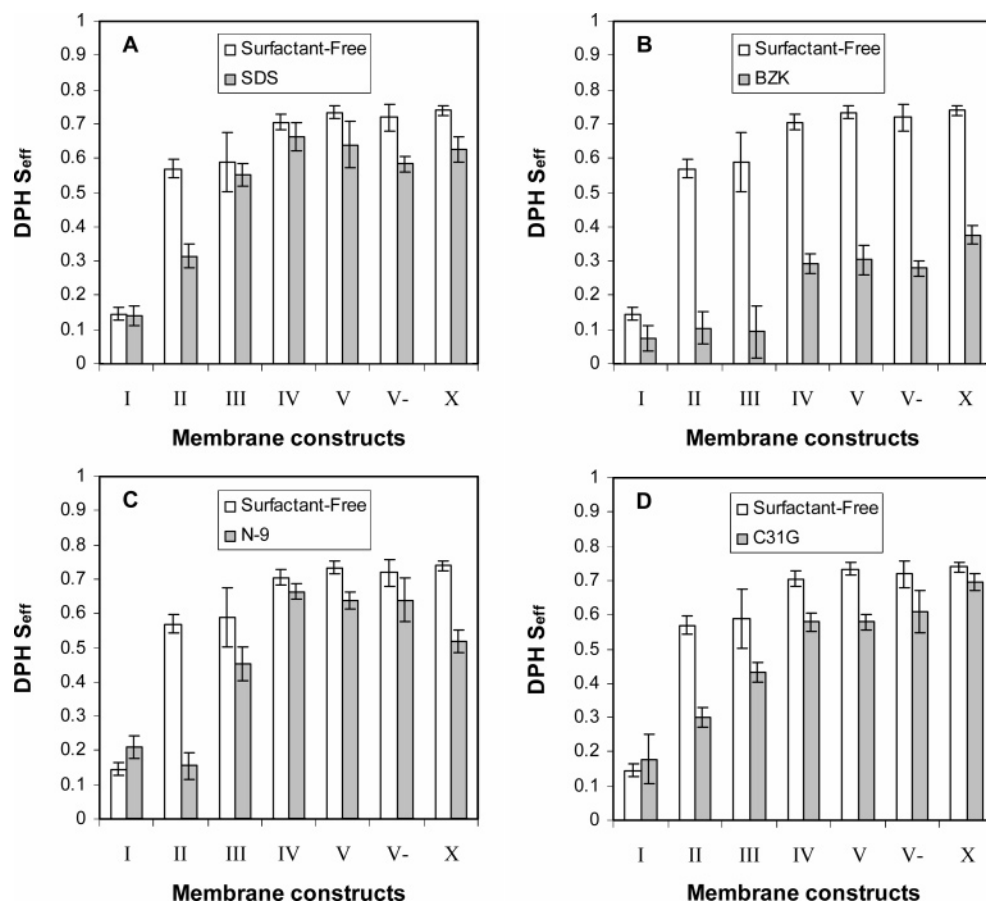 A
Surfactant-Free
SDS
DPH Seff
1
0.9
0.8
0.7
0.6
0.5
0.4
0.3
0.2
0.1
0
I II III IV V V- X
Membrane constructs
B
Surfactant-Free
BZK
DPH Seff
1
0.9
0.8
0.7
0.6
0.5
0.4
0.3
0.2
0.1
0
I II III IV V V- X
Membrane constructs
C
Surfactant-Free
N-9
DPH Seff
1
0.9
0.8
0.7
0.6
0.5
0.4
0.3
0.2
0.1
0
I II III IV V V- X
Membrane constructs
D
Surfactant-Free
C31G
DPH Seff
1
0.9
0.8
0.7
0.6
0.5
0.4
0.3
0.2
0.1
0
I II III IV V V- X
Membrane constructs